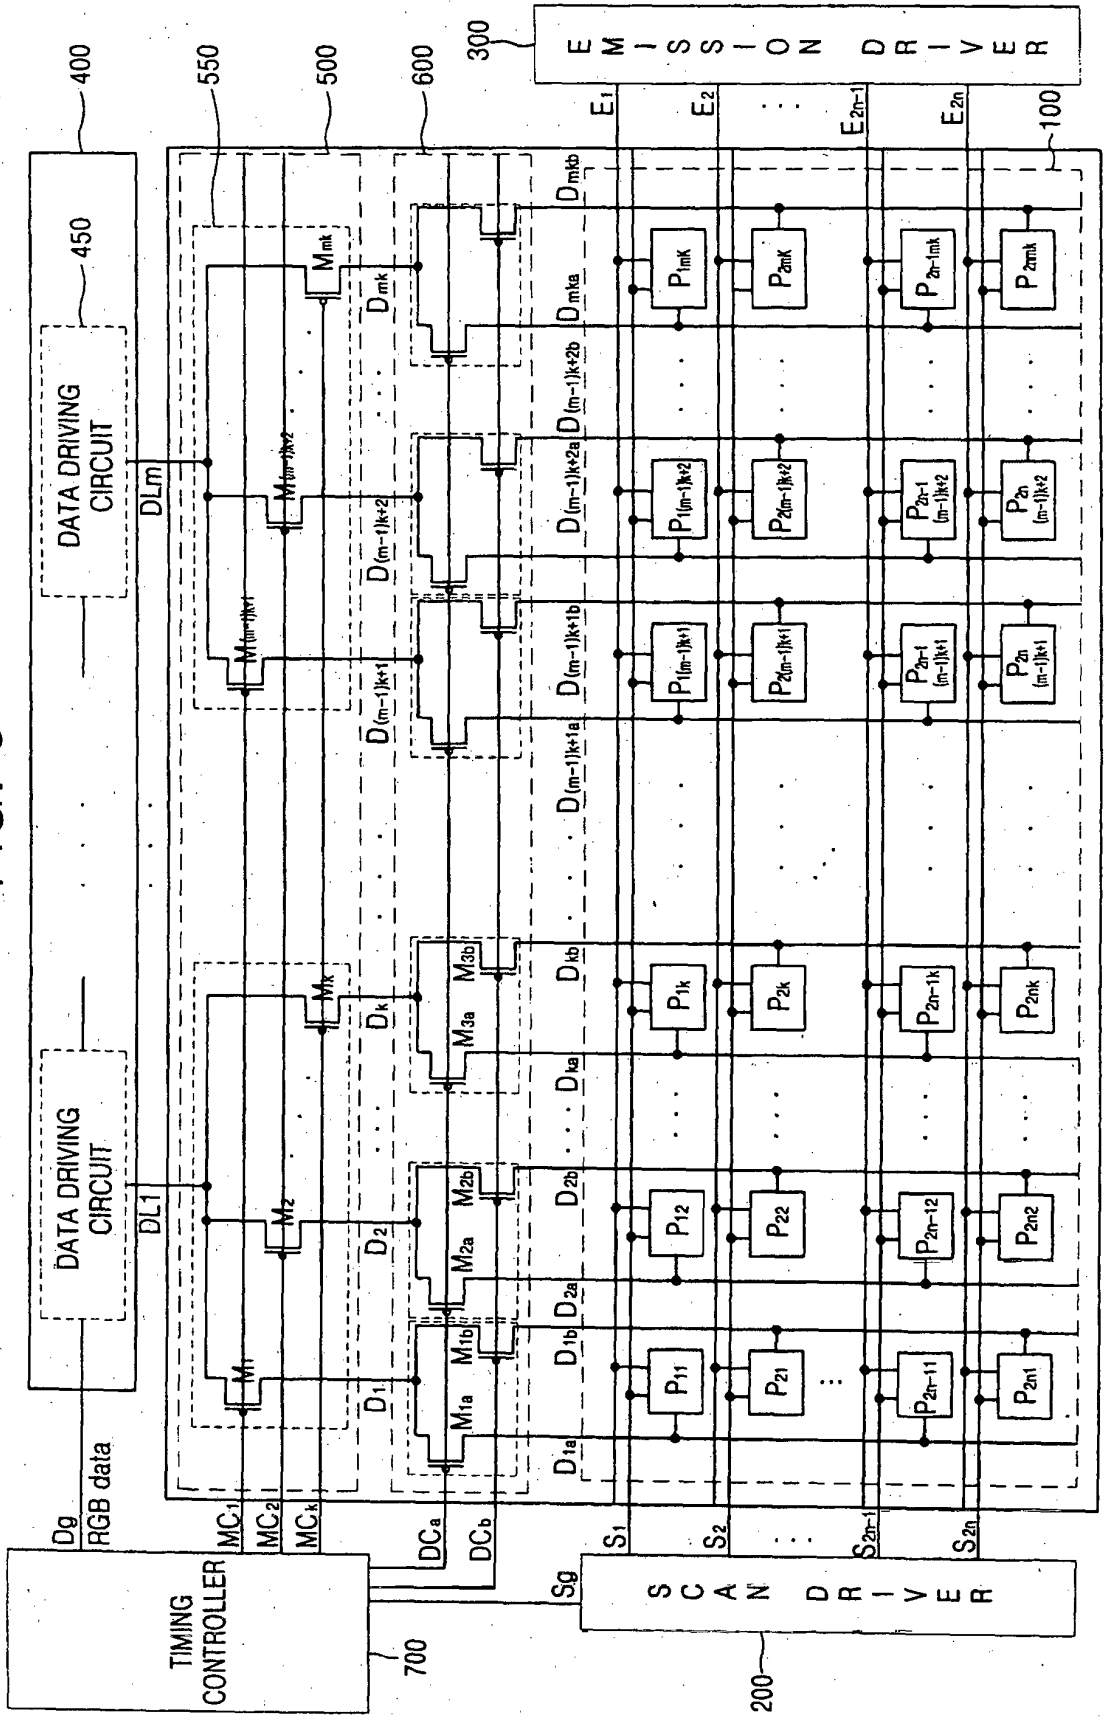 400
450
550
500
600
300
DATA DRIVING
CIRCUIT
DATA DRIVING
CIRCUIT
DL1
DLm
Dg
RGB data
TIMING
CONTROLLER
700
MC1
MC2
MCk
DCa
DCb
Sg
M1
M2
Mk
M(m-1)k+1
M(m-1)k+2
Mmk
D1
D2
Dk
D(m-1)k+1
D(m-1)k+2
Dmk
M1a
M1b
M2a
M2b
M3a
M3b
D1a
D1b
D2a
D2b
Dka
Dkb
D(m-1)k+1a
D(m-1)k+1b
D(m-1)k+2a
D(m-1)k+2b
Dmka
Dmkb
SCAN DRIVER
200
EMISSION DRIVER
100
S1
E1
P11
P12
P1k
P1(m-1)k+1
P1(m-1)k+2
P1mK
S2
E2
P21
P22
P2k
P2(m-1)k+1
P2(m-1)k+2
P2mK
S2n-1
E2n-1
P2n-11
P2n-12
P2n-1k
P2n-1
(m-1)k+1
P2n-1
(m-1)k+2
P2n-1mk
S2n
E2n
P2n1
P2n2
P2nk
P2n
(m-1)k+1
P2n
(m-1)k+2
P2nmk